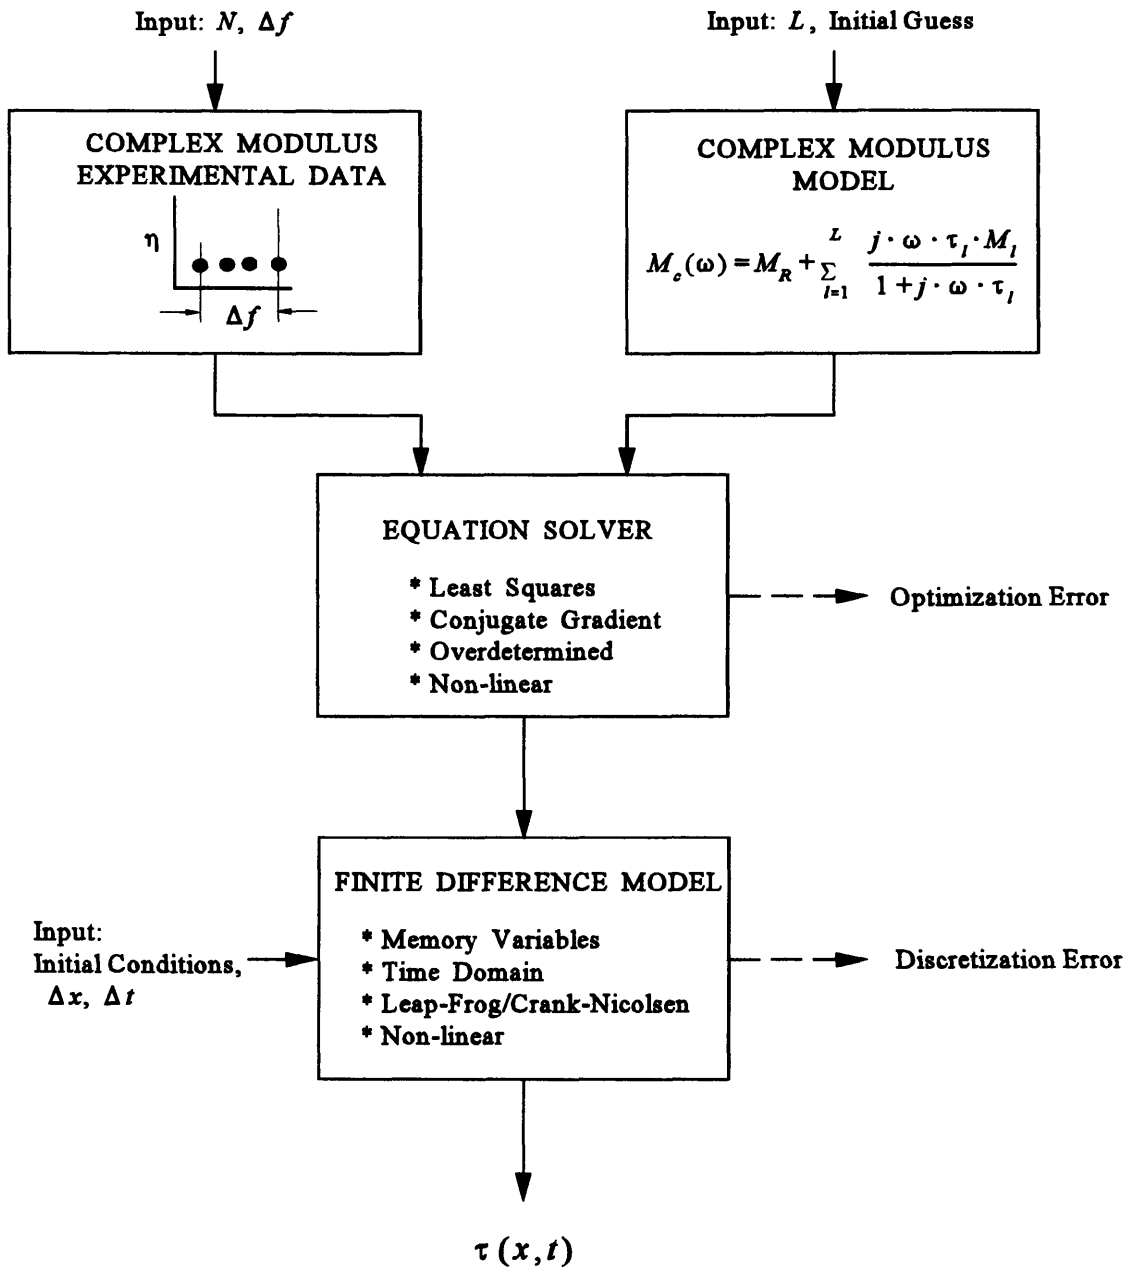 Input: N, Δf
Input: L, Initial Guess
COMPLEX MODULUS
EXPERIMENTAL DATA
η
Δf
COMPLEX MODULUS
MODEL
M_c(ω) = M_R + Σ_{l=1}^{L} (j · ω · τ_l · M_l) / (1 + j · ω · τ_l)
EQUATION SOLVER
* Least Squares
* Conjugate Gradient
* Overdetermined
* Non-linear
Optimization Error
FINITE DIFFERENCE MODEL
* Memory Variables
* Time Domain
* Leap-Frog/Crank-Nicolsen
* Non-linear
Input:
Initial Conditions,
Δx, Δt
Discretization Error
τ (x,t)